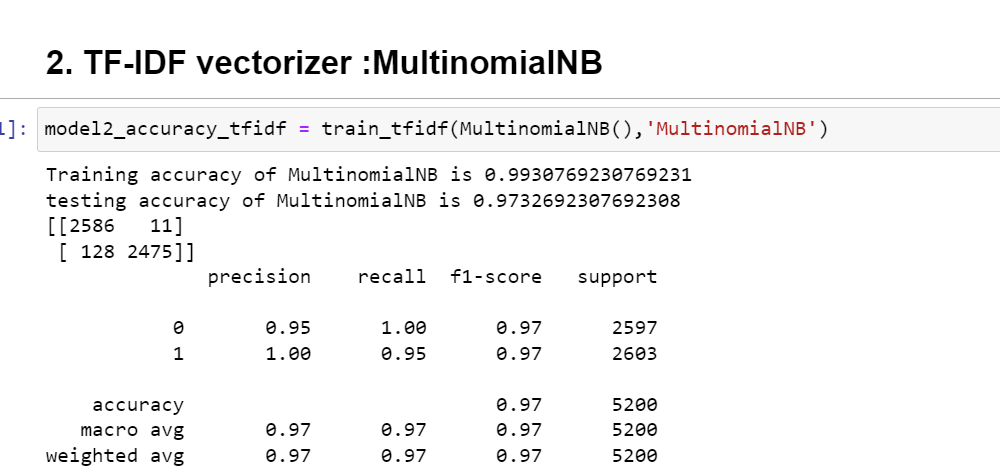 2. TF-IDF vectorizer :MultinomialNB
1]: model2_accuracy_tfidf = train_tfidf(MultinomialNB(),'MultinomialNB')
Training accuracy of MultinomialNB is 0.9930769230769231
testing accuracy of MultinomialNB is 0.9732692307692308
[[2586   11]
 [ 128 2475]]
              precision    recall  f1-score   support
           0       0.95      1.00      0.97      2597
           1       1.00      0.95      0.97      2603
    accuracy                           0.97      5200
   macro avg       0.97      0.97      0.97      5200
weighted avg       0.97      0.97      0.97      5200